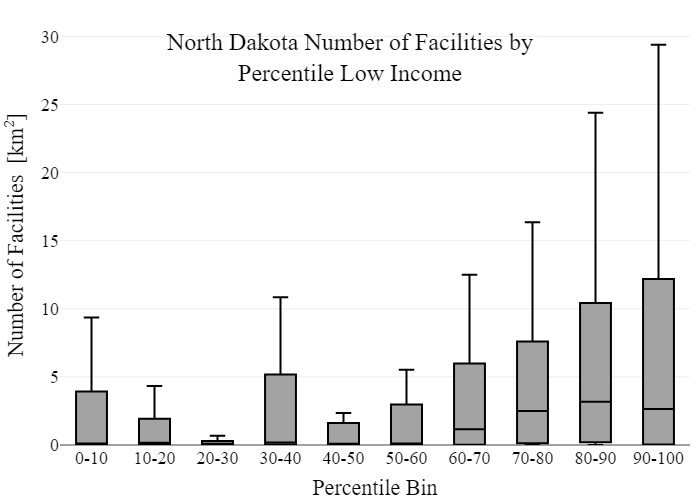 North Dakota Number of Facilities by
Percentile Low Income
Number of Facilities [km²]
30
25
20
15
10
5
0
0-10 10-20 20-30 30-40 40-50 50-60 60-70 70-80 80-90 90-100
Percentile Bin